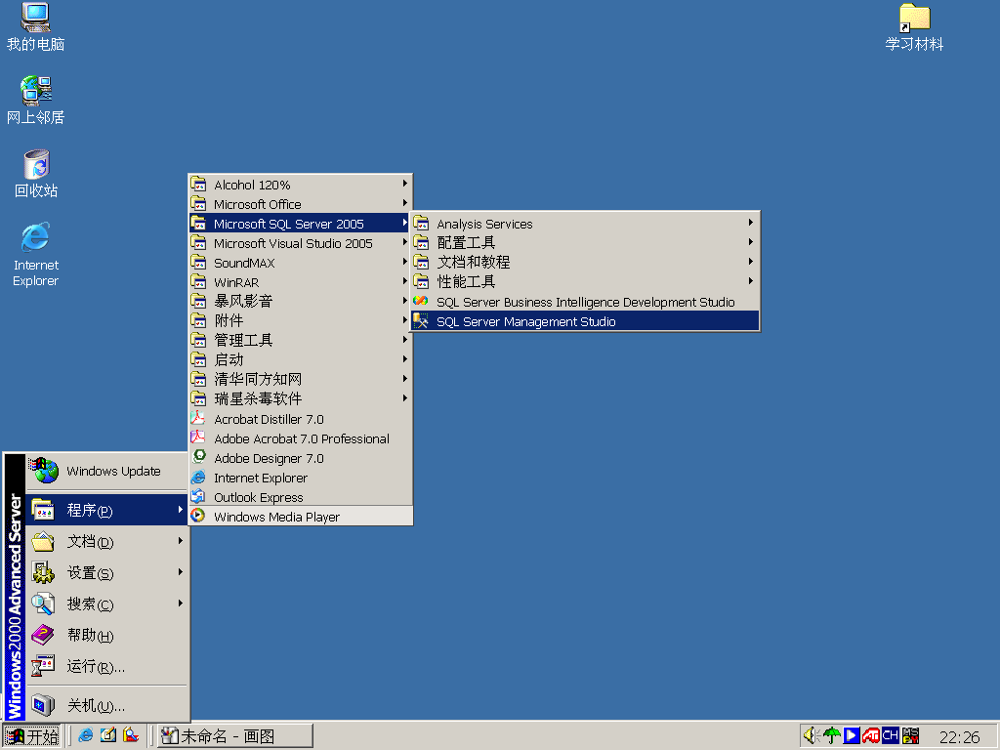 我的电脑
网上邻居
回收站
Internet
Explorer
学习材料
Alcohol 120%
Microsoft Office
Microsoft SQL Server 2005
Microsoft Visual Studio 2005
SoundMAX
WinRAR
暴风影音
附件
管理工具
启动
清华同方知网
瑞星杀毒软件
Acrobat Distiller 7.0
Adobe Acrobat 7.0 Professional
Adobe Designer 7.0
Internet Explorer
Outlook Express
Windows Media Player
Analysis Services
配置工具
文档和教程
性能工具
SQL Server Business Intelligence Development Studio
SQL Server Management Studio
Windows2000 Advanced Server
Windows Update
程序(P)
文档(D)
设置(S)
搜索(C)
帮助(H)
运行(R)...
关机(U)...
开始
未命名 - 画图
CH
22:26